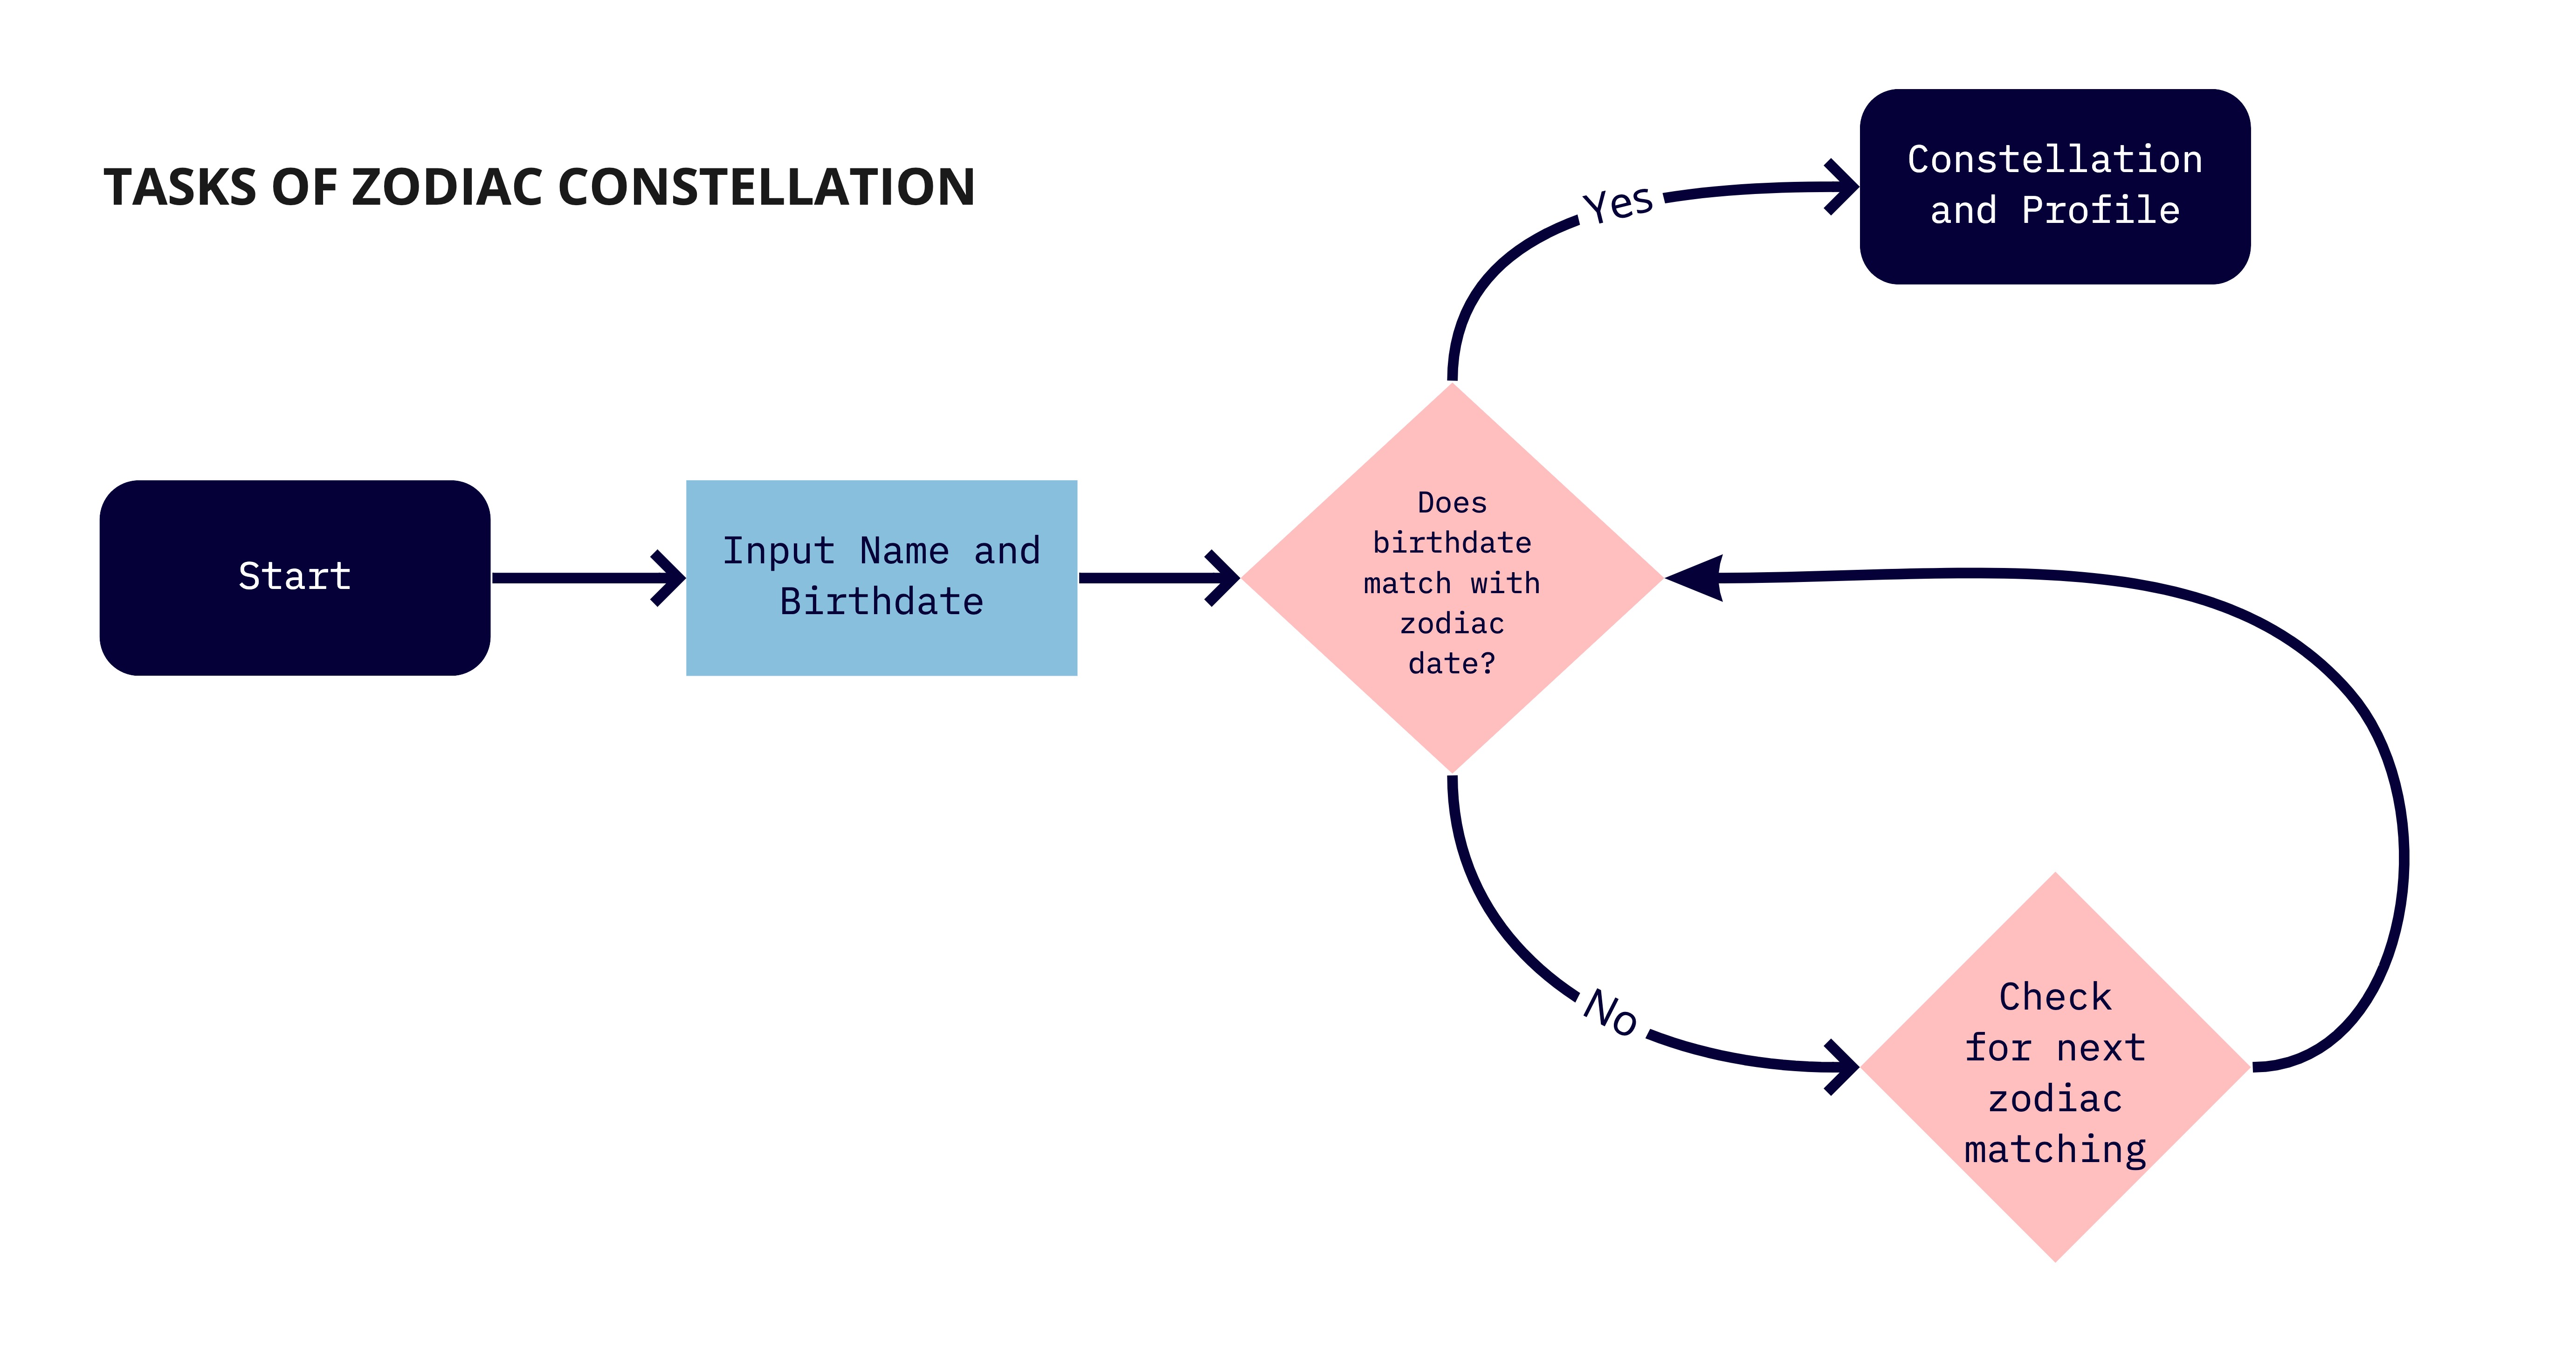 TASKS OF ZODIAC CONSTELLATION
Start
Input Name and
Birthdate
Does
birthdate
match with
zodiac
date?
Yes
Constellation
and Profile
No
Check
for next
zodiac
matching